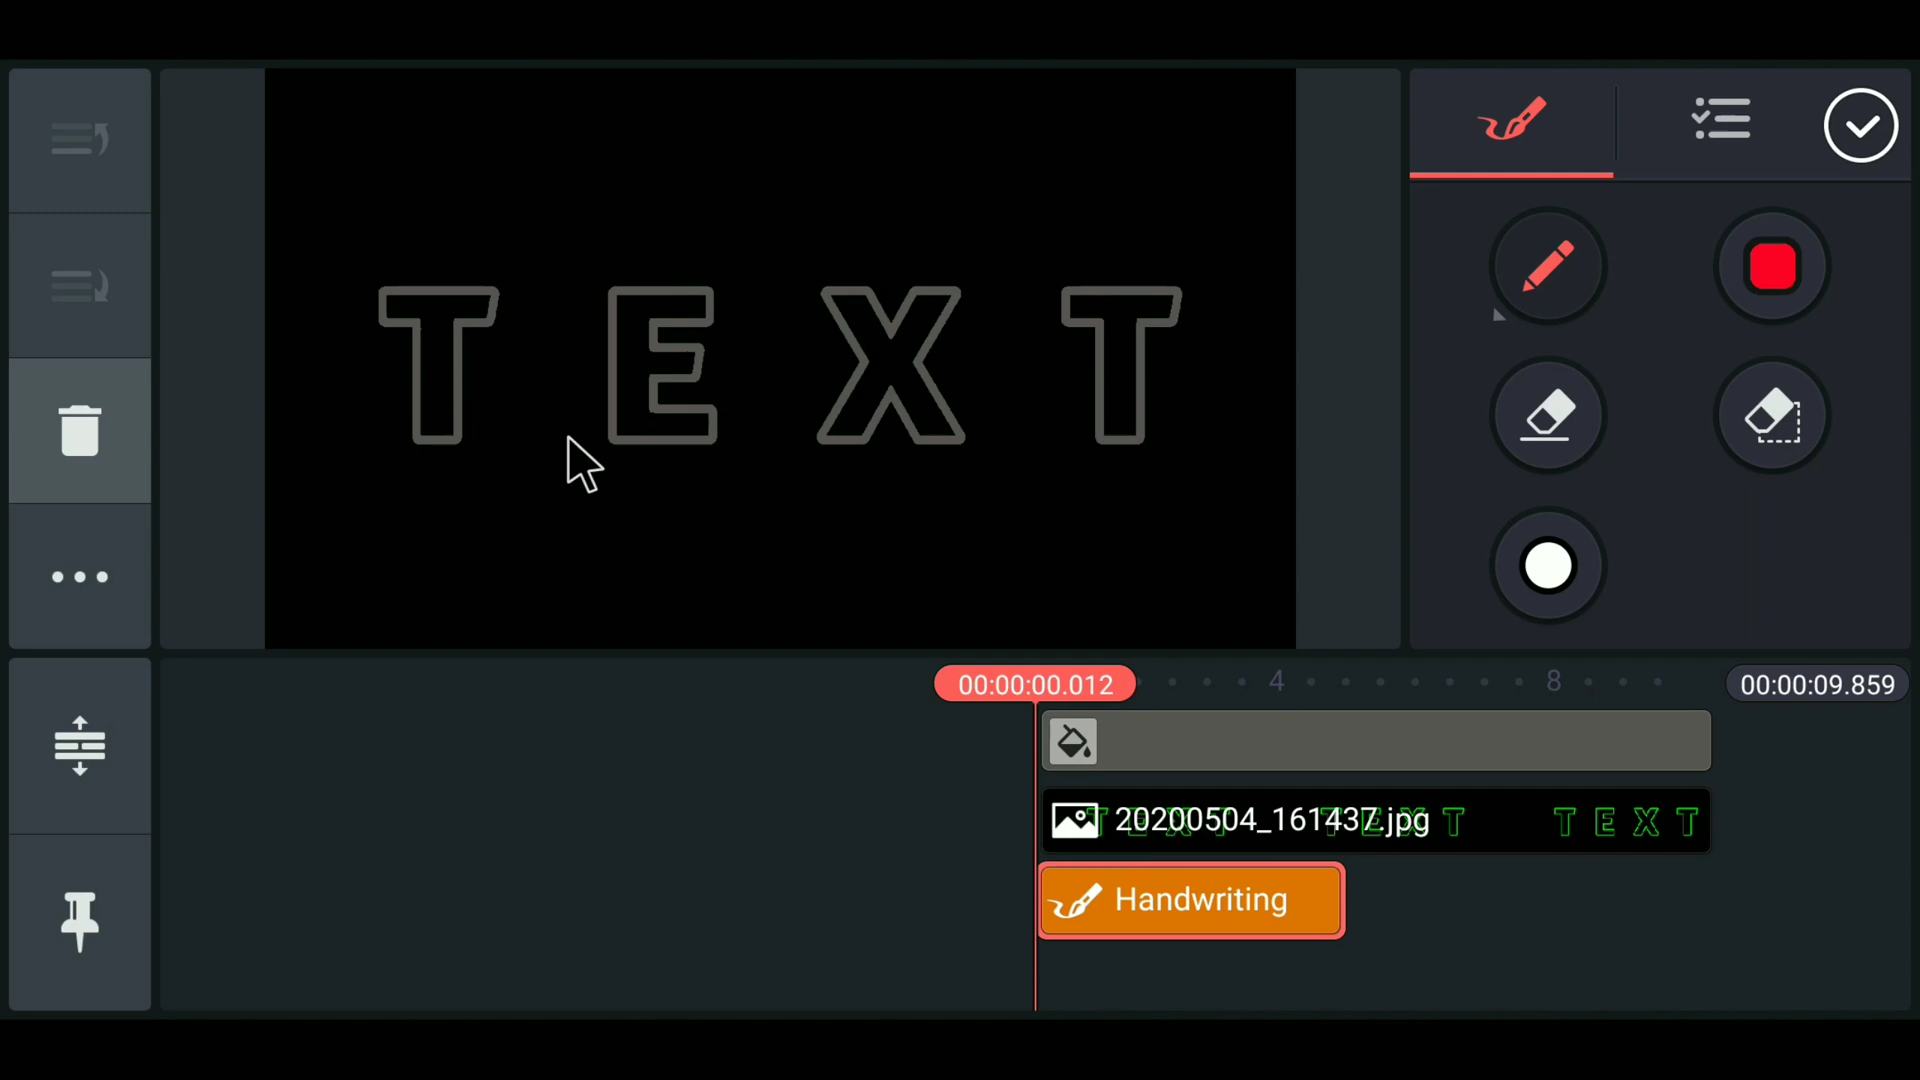 T E X T
00:00:00.012
4
8
00:00:09.859
20200504_161437.jpg
T E X T
T E X T
T E X T
Handwriting